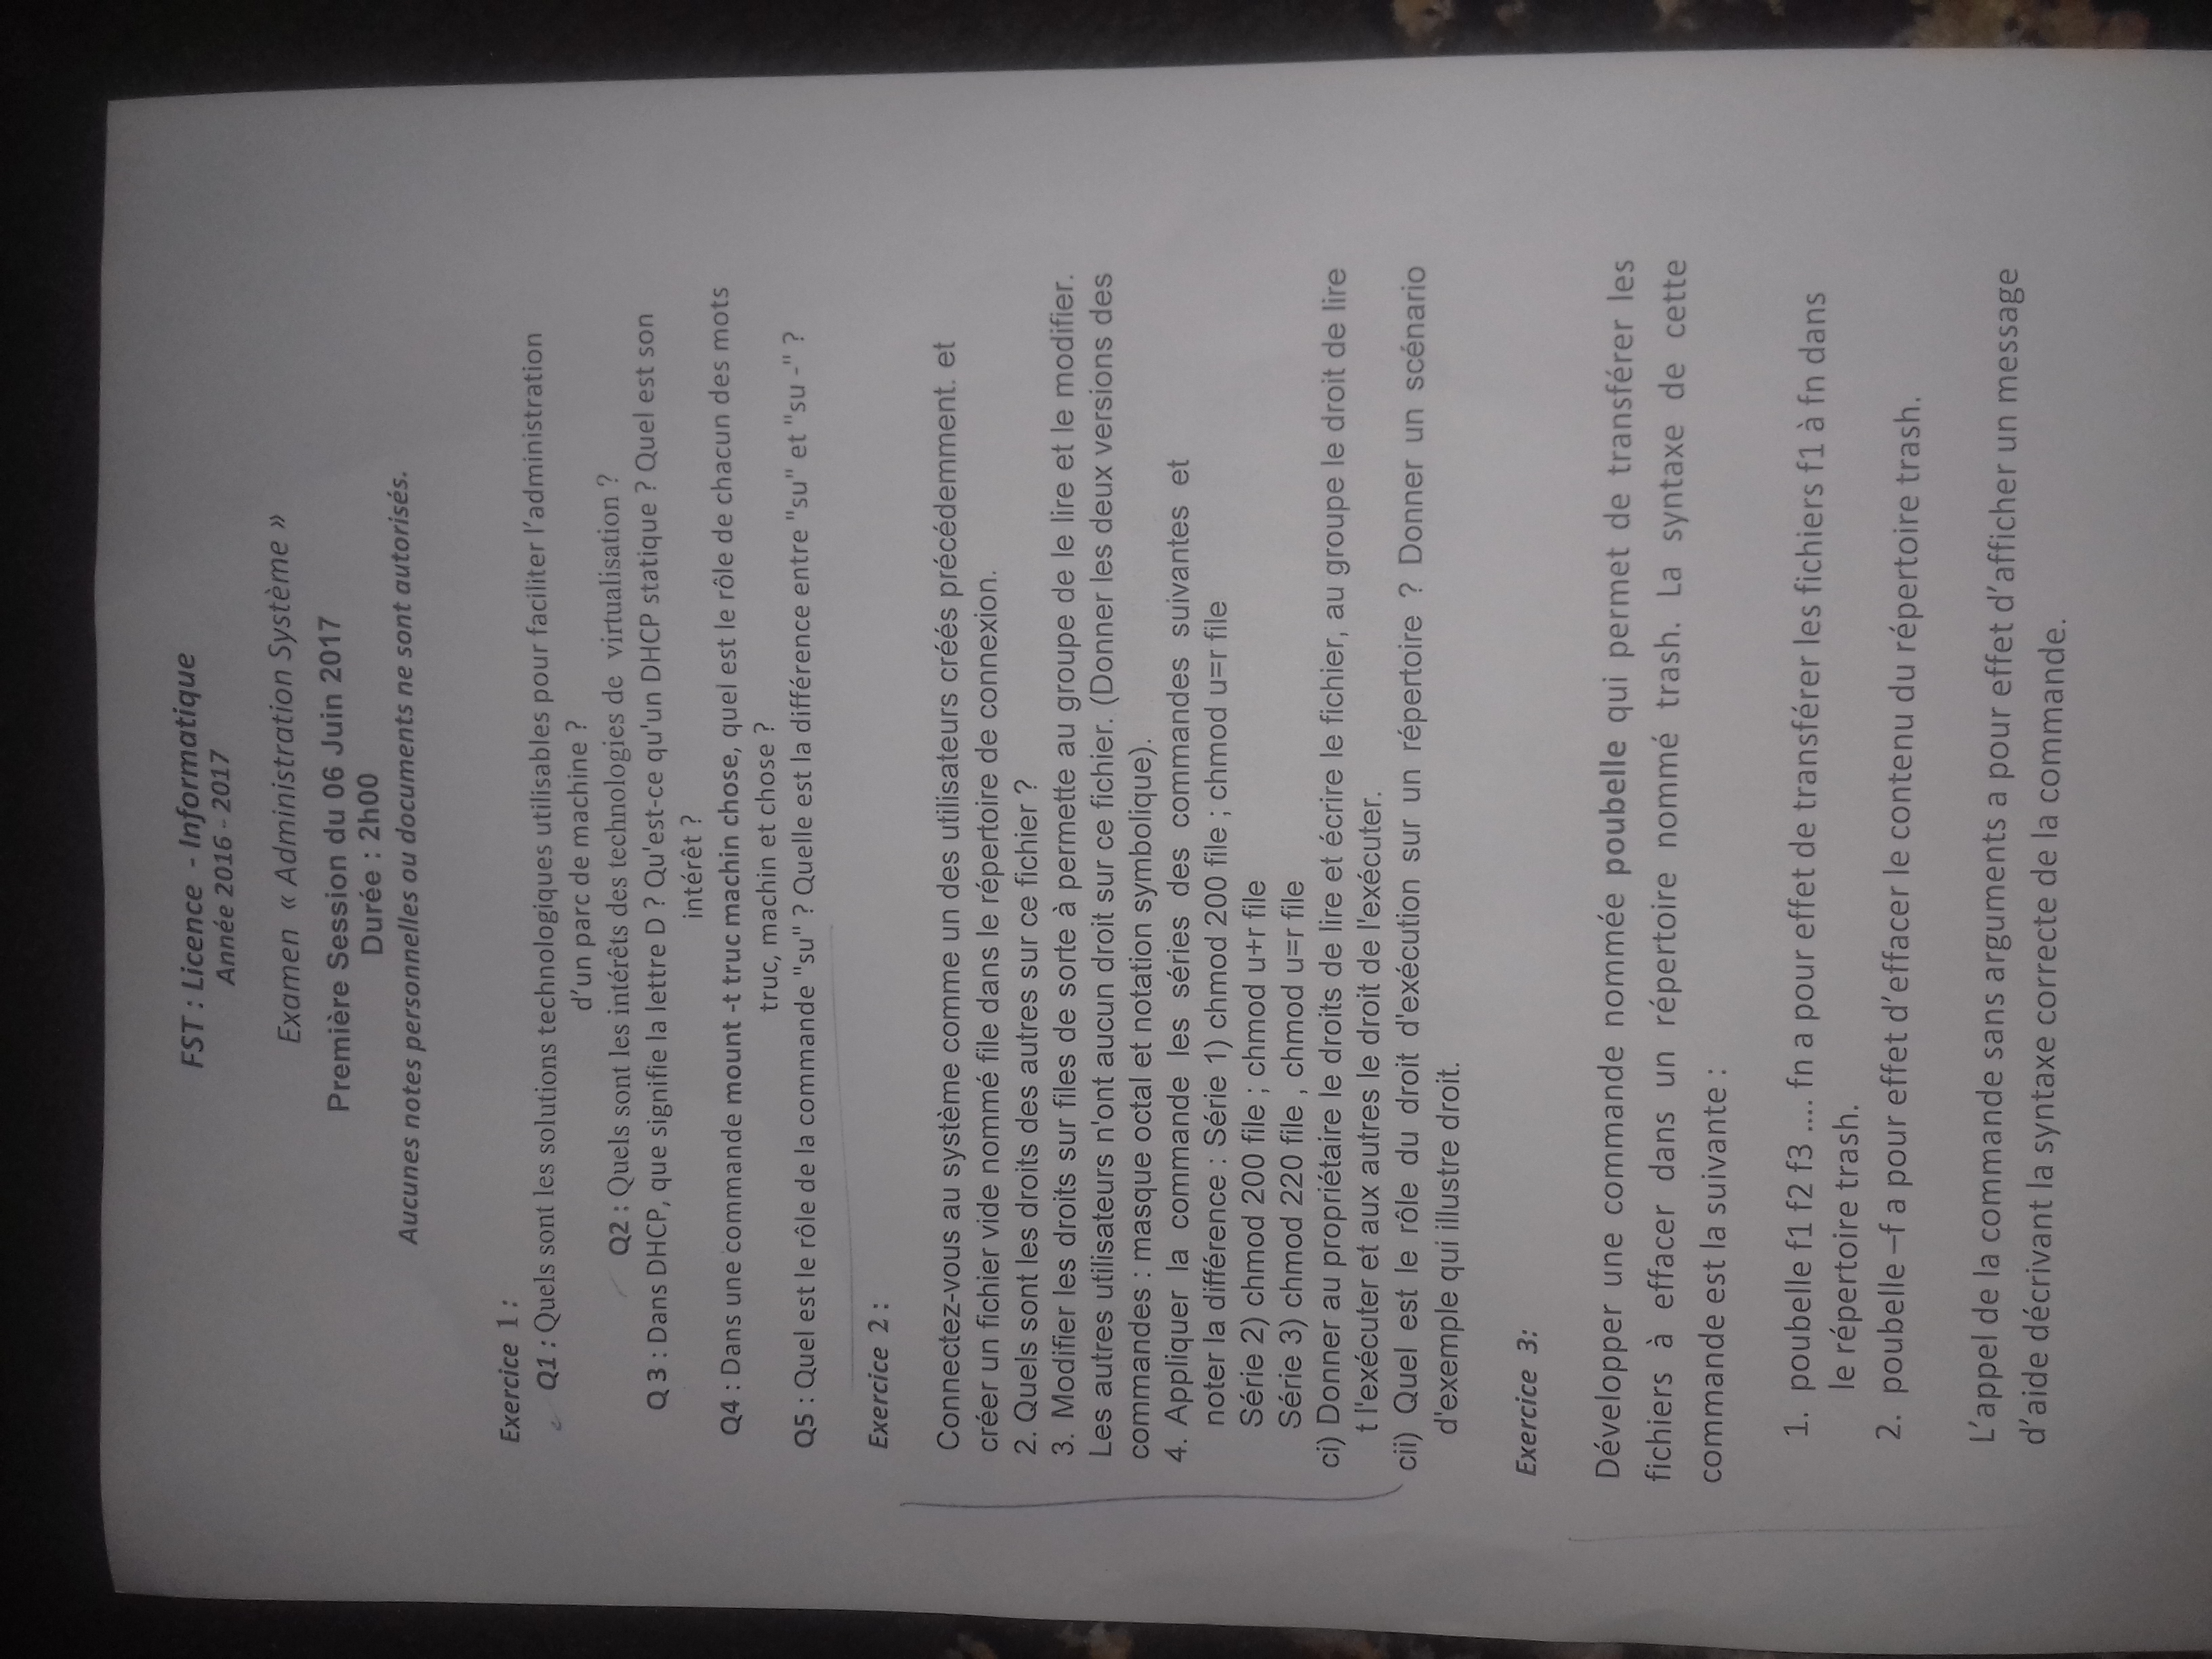 FST : Licence - Informatique
Année 2016 - 2017
Examen « Administration Système »
Première Session du 06 Juin 2017
Durée : 2h00
Aucunes notes personnelles ou documents ne sont autorisés.
Exercice 1 :
Q1 : Quels sont les solutions technologiques utilisables pour faciliter l’administration
d’un parc de machine ?
Q2 : Quels sont les intérêts des technologies de virtualisation ?
Q 3 : Dans DHCP, que signifie la lettre D ? Qu'est-ce qu'un DHCP statique ? Quel est son
intérêt ?
Q4 : Dans une commande mount -t truc machin chose, quel est le rôle de chacun des mots
truc, machin et chose ?
Q5 : Quel est le rôle de la commande "su" ? Quelle est la différence entre "su" et "su -" ?
Exercice 2 :
Connectez-vous au système comme un des utilisateurs créés précédemment. et
créer un fichier vide nommé file dans le répertoire de connexion.
2. Quels sont les droits des autres sur ce fichier ?
3. Modifier les droits sur files de sorte à permette au groupe de le lire et le modifier.
Les autres utilisateurs n'ont aucun droit sur ce fichier. (Donner les deux versions des
commandes : masque octal et notation symbolique).
4. Appliquer la commande les séries des commandes suivantes et
noter la différence : Série 1) chmod 200 file ; chmod u=r file
Série 2) chmod 200 file ; chmod u+r file
Série 3) chmod 220 file , chmod u=r file
ci) Donner au propriétaire le droits de lire et écrire le fichier, au groupe le droit de lire
t l'exécuter et aux autres le droit de l'exécuter.
cii) Quel est le rôle du droit d'exécution sur un répertoire ? Donner un scénario
d'exemple qui illustre droit.
Exercice 3:
Développer une commande nommée poubelle qui permet de transférer les
fichiers à effacer dans un répertoire nommé trash. La syntaxe de cette
commande est la suivante :
1. poubelle f1 f2 f3 .... fn a pour effet de transférer les fichiers f1 à fn dans
le répertoire trash.
2. poubelle –f a pour effet d’effacer le contenu du répertoire trash.
L’appel de la commande sans arguments a pour effet d’afficher un message
d’aide décrivant la syntaxe correcte de la commande.